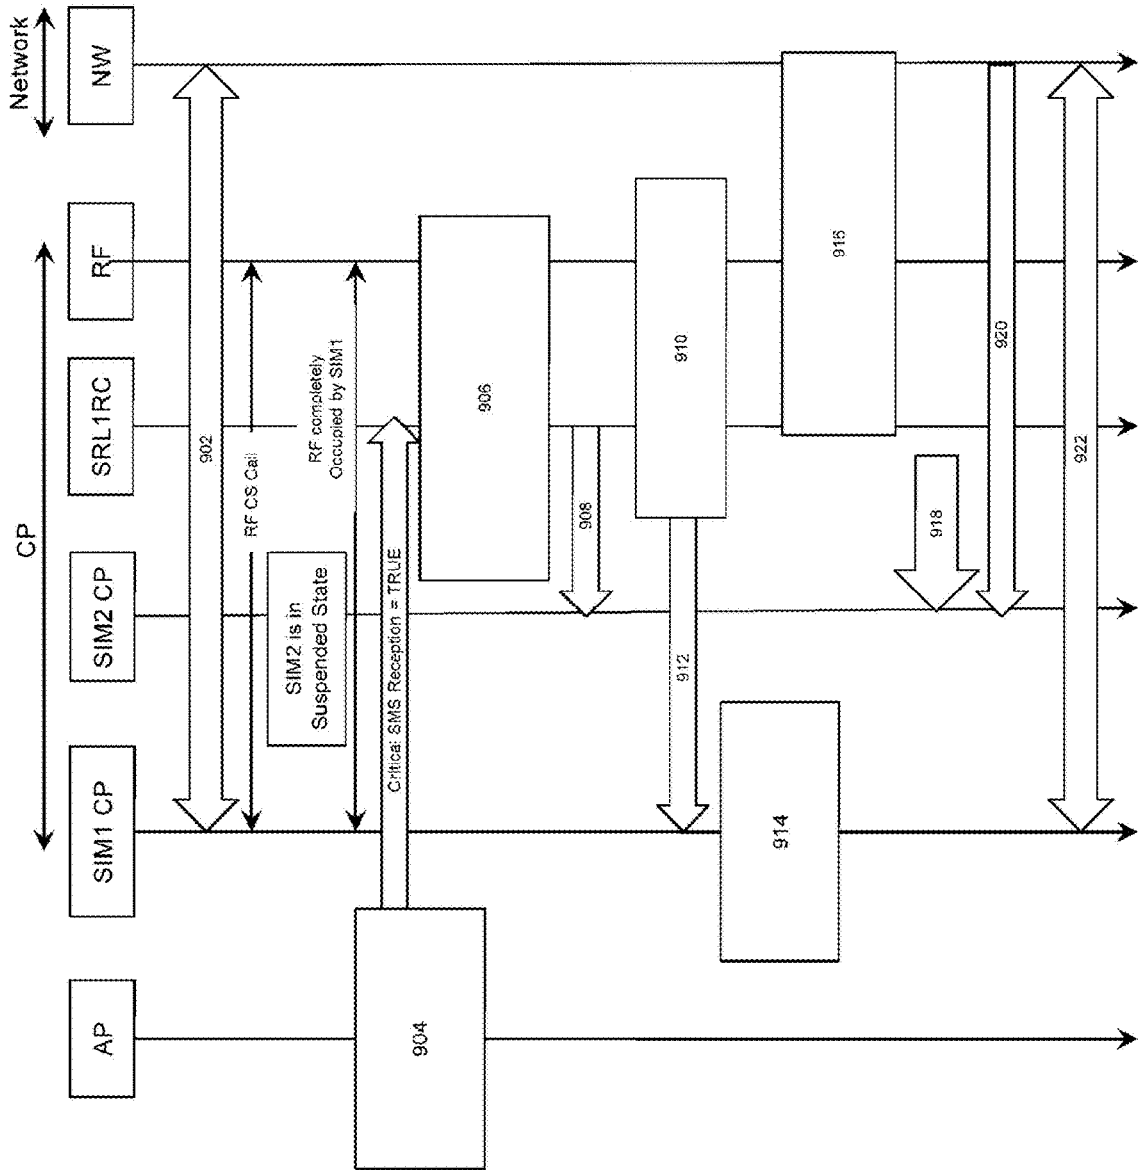 Network
CP
AP
SIM1 CP
SIM2 CP
SRL1RC
RF
NW
902
RF CS Call
SIM2 is in
Suspended State
RF completely
Occupied by SIM1
Critical SMS Reception = TRUE
904
906
908
910
912
914
916
918
920
922